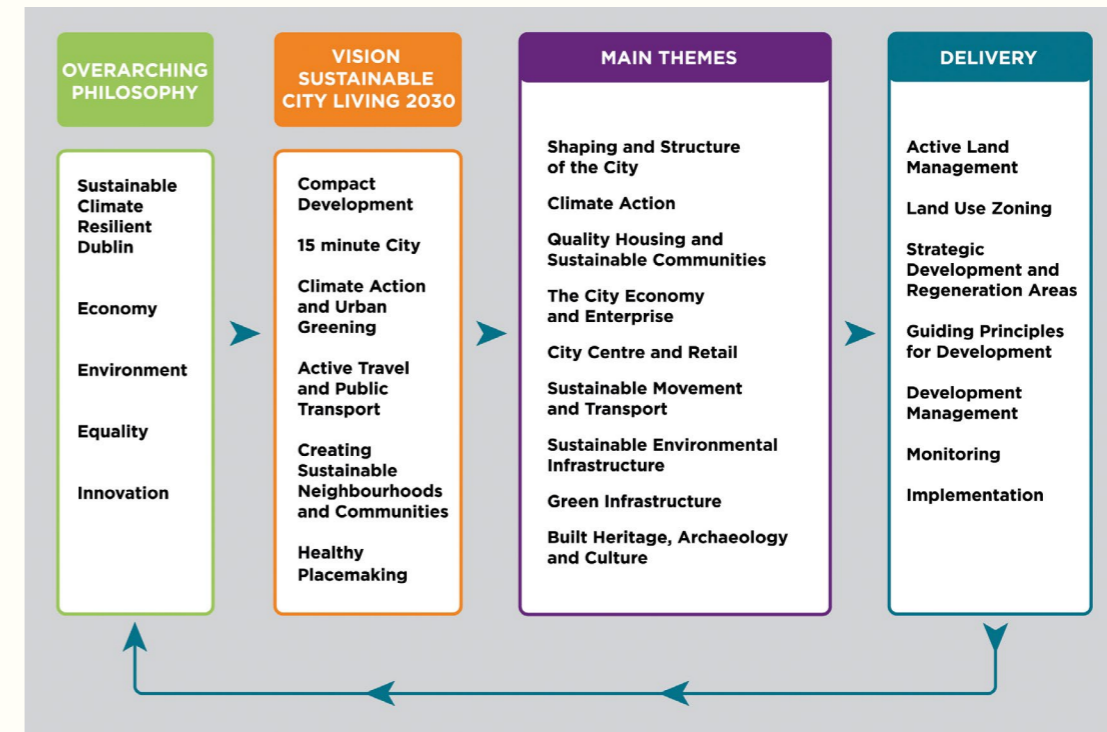 OVERARCHING
PHILOSOPHY
Sustainable
Climate
Resilient
Dublin
Economy
Environment
Equality
Innovation
VISION
SUSTAINABLE
CITY LIVING 2030
Compact
Development
15 minute City
Climate Action
and Urban
Greening
Active Travel
and Public
Transport
Creating
Sustainable
Neighbourhoods
and Communities
Healthy
Placemaking
MAIN THEMES
Shaping and Structure
of the City
Climate Action
Quality Housing and
Sustainable Communities
The City Economy
and Enterprise
City Centre and Retail
Sustainable Movement
and Transport
Sustainable Environmental
Infrastructure
Green Infrastructure
Built Heritage, Archaeology
and Culture
DELIVERY
Active Land
Management
Land Use Zoning
Strategic
Development and
Regeneration Areas
Guiding Principles
for Development
Development
Management
Monitoring
Implementation